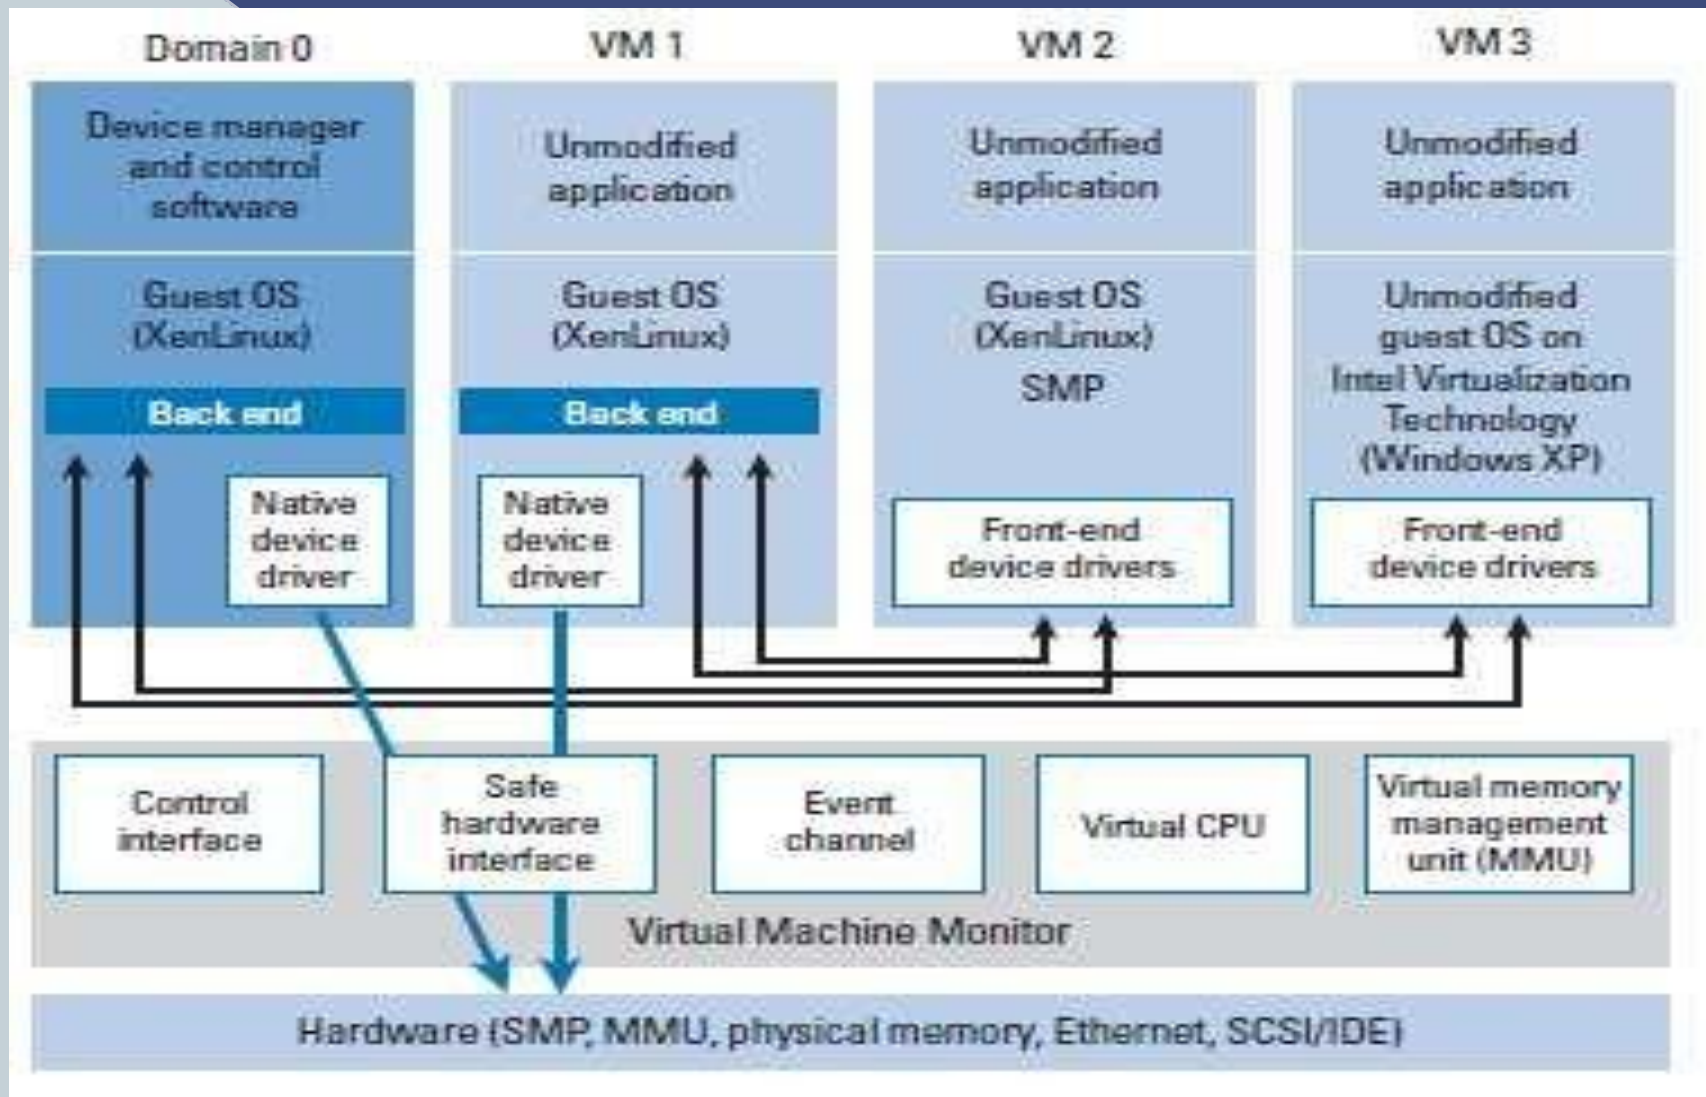 Domain 0
VM 1
VM 2
VM 3
Device manager
and control
software
Unmodified
application
Unmodified
application
Unmodified
application
Guest OS
(XenLinux)
Back end
Native
device
driver
Guest OS
(XenLinux)
Back end
Native
device
driver
Guest OS
(XenLinux)
SMP
Front-end
device drivers
Unmodified
guest OS on
Intel Virtualization
Technology
(Windows XP)
Front-end
device drivers
Control
interface
Safe
hardware
interface
Event
channel
Virtual CPU
Virtual memory
management
unit (MMU)
Virtual Machine Monitor
Hardware (SMP, MMU, physical memory, Ethernet, SCSI/IDE)